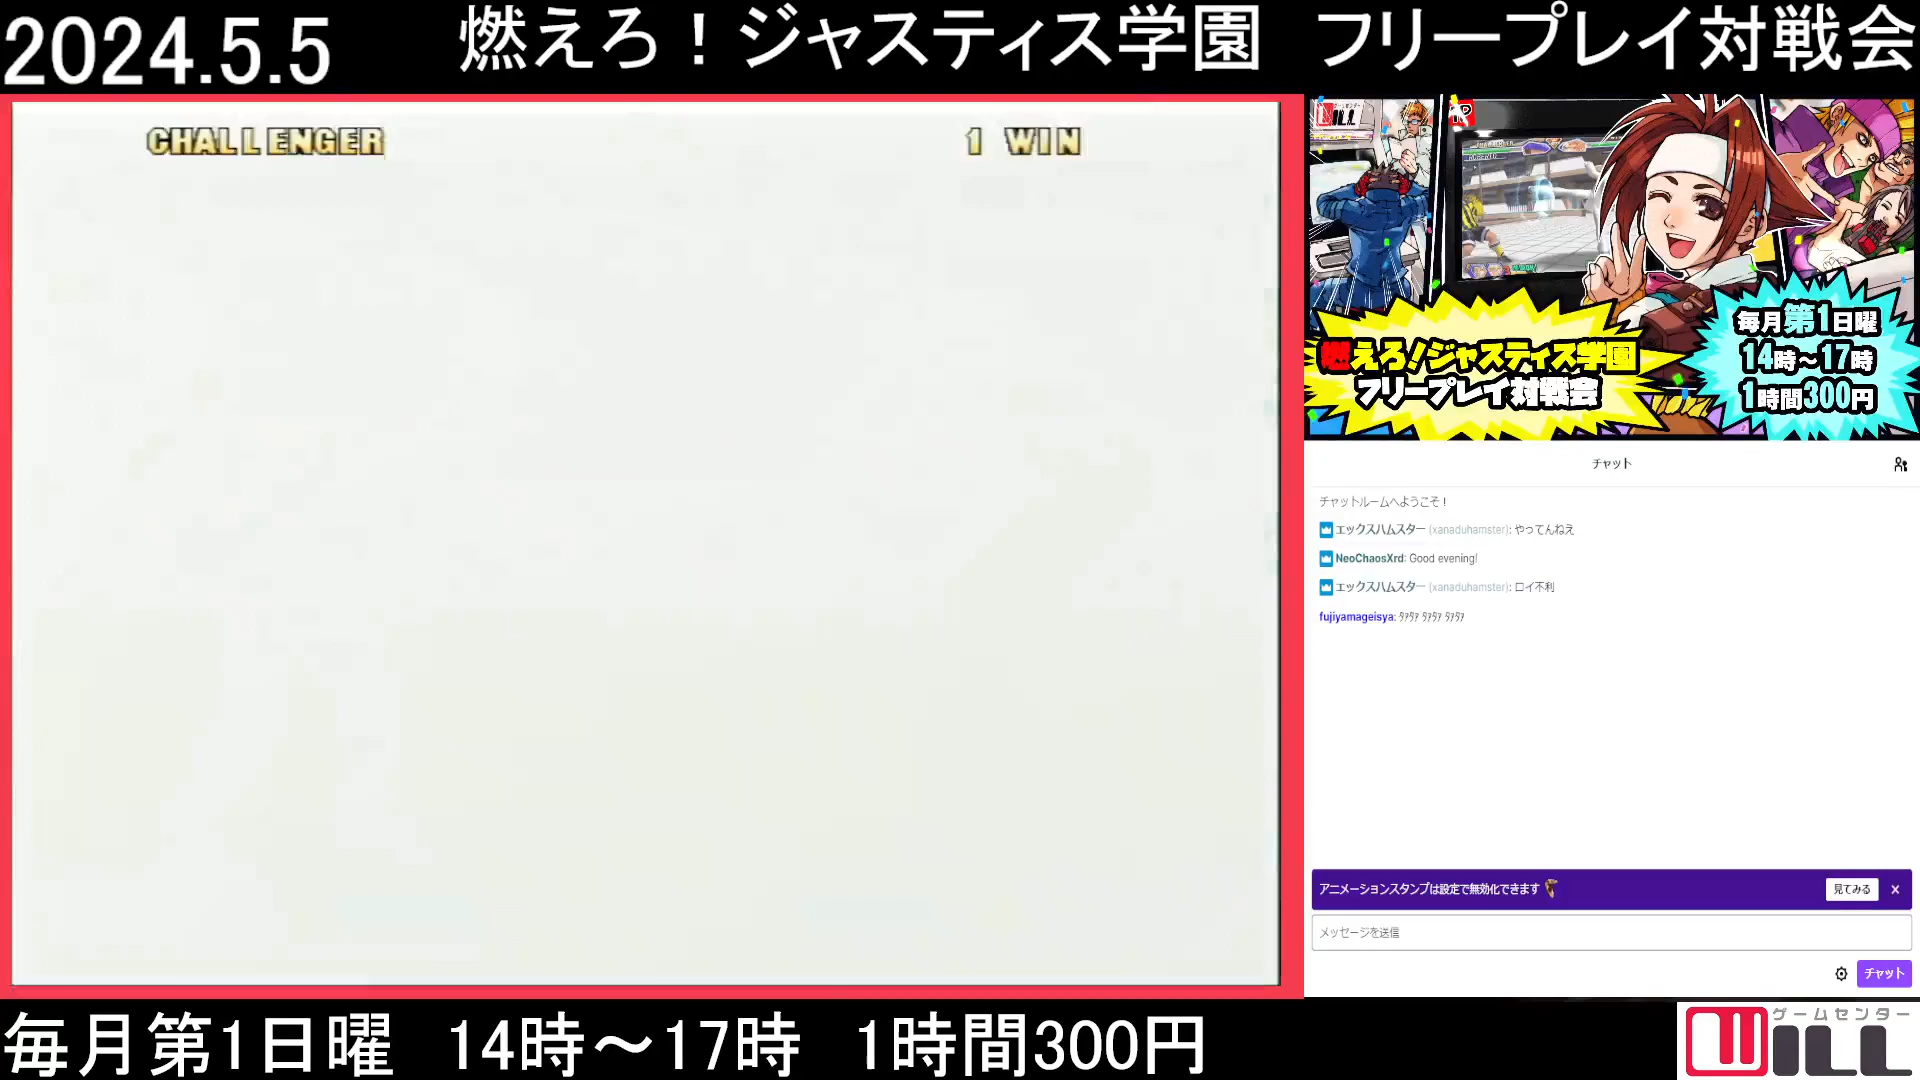 2024.5.5 燃えろ！ジャスティス学園 フリープレイ対戦会
CHALLENGER 1 WIN
毎月第1日曜
14時～17時
1時間300円
燃えろ!ジャスティス学園
フリープレイ対戦会
チャット
チャットルームへようこそ！
エックスハムスター (xanaduhamster): やってんねえ
NeoChaosXrd: Good evening!
エックスハムスター (xanaduhamster): ロイ不利
fujiyamageisya: ﾀｱﾀｱ ﾀｱﾀｱ ﾀｱﾀｱ
アニメーションスタンプは設定で無効化できます 見てみる
メッセージを送信
チャット
毎月第1日曜 14時～17時 1時間300円
ゲームセンター
WILL